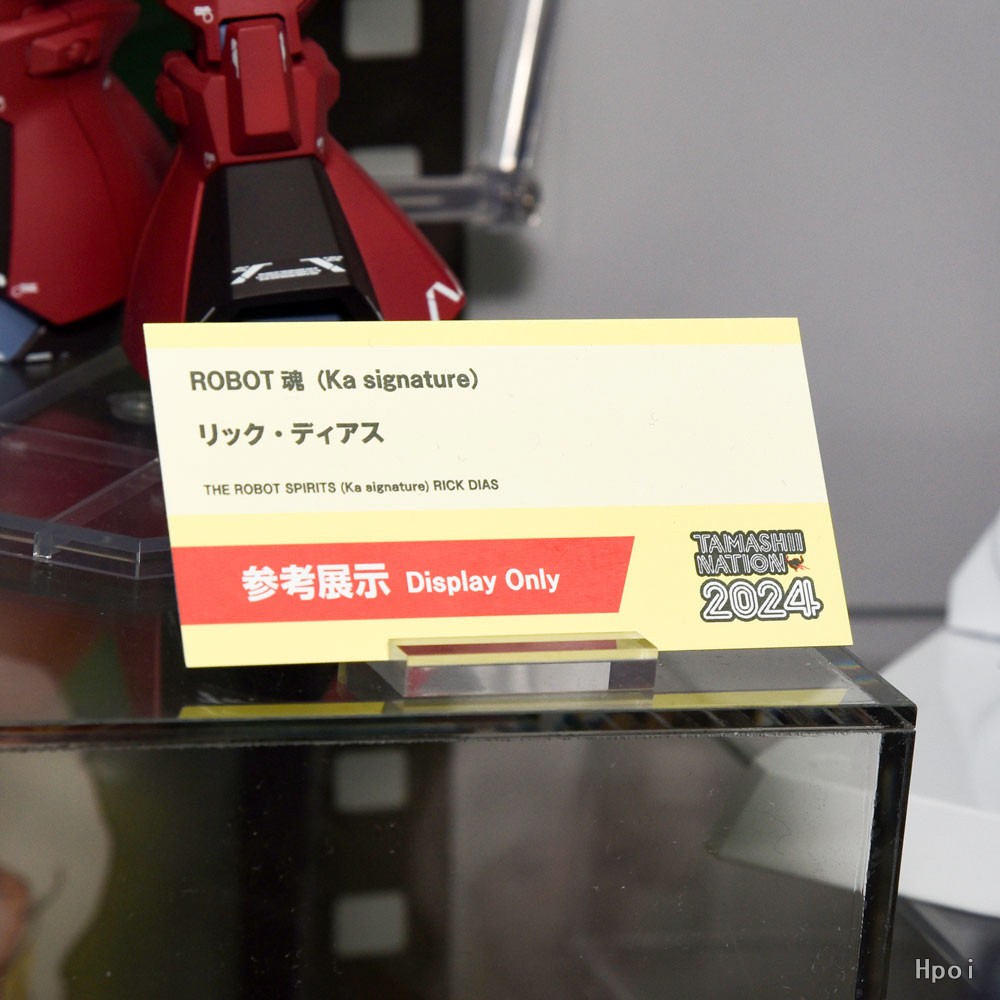 ROBOT 魂 (Ka signature)
リック・ディアス
THE ROBOT SPIRITS (Ka signature) RICK DIAS
参考展示 Display Only
TAMASHII
NATION
2024
Hpoi